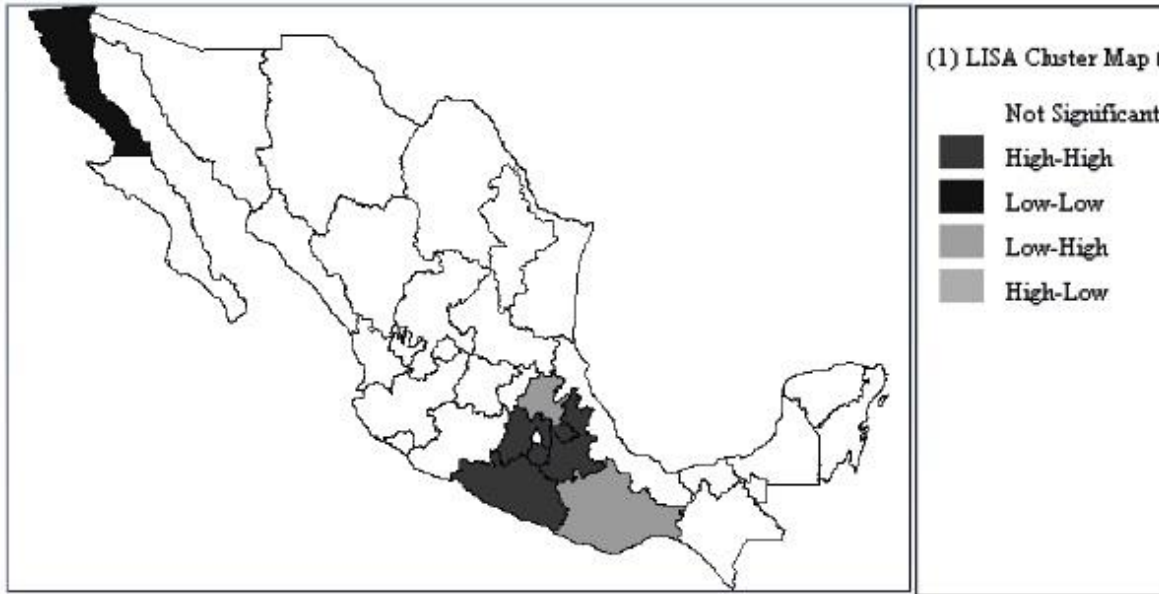 (1) LISA Cluster Map
Not Significant
High-High
Low-Low
Low-High
High-Low